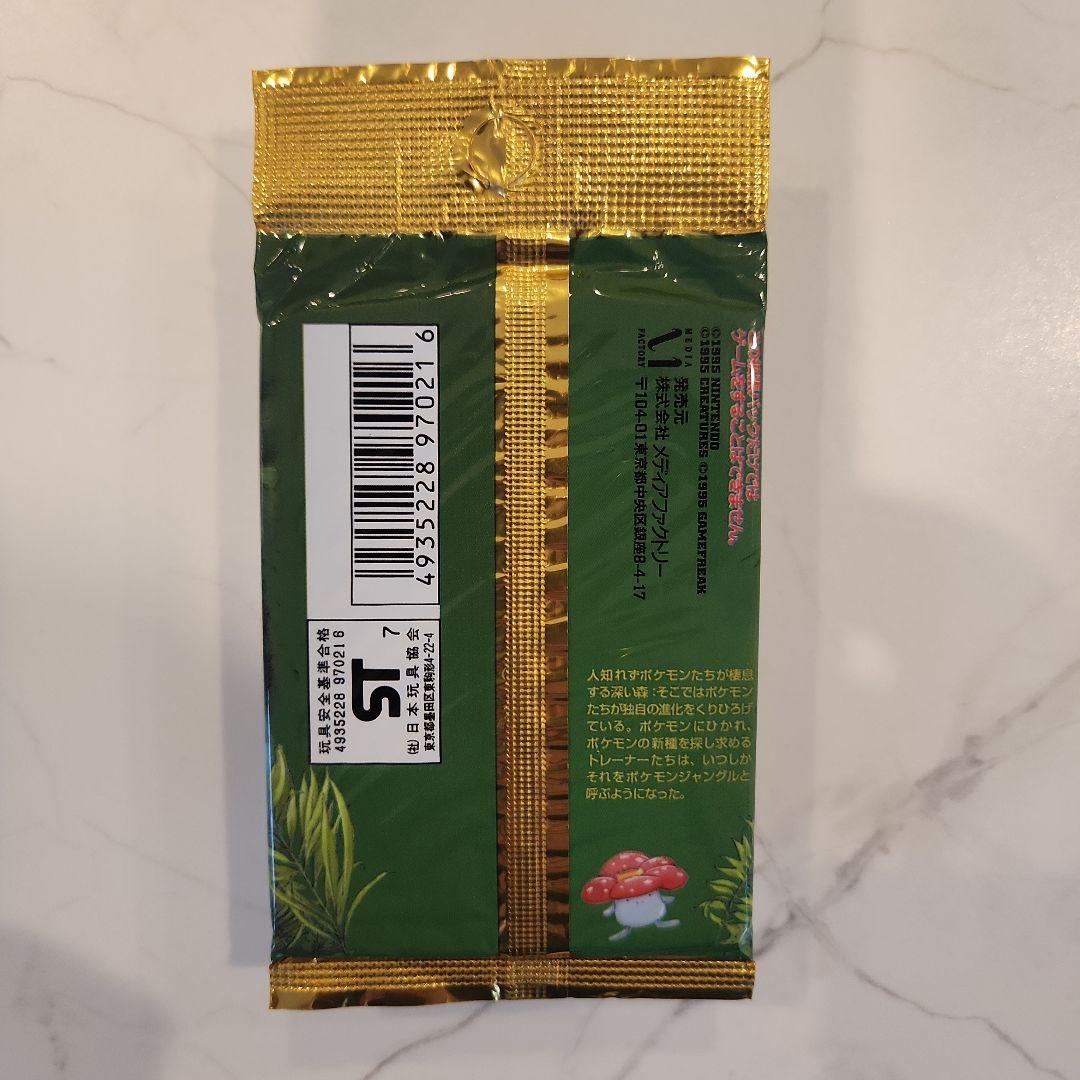 4935228 970216
玩具安全基準合格
4935228 970216
ST
7
(社)日本玩具協会
東京都墨田区東駒形4-22-4
ゲームをすることはできません。
©1995 NINTENDO
©1995 CREATURES ©1995 GAMEFREAK
MEDIA
FACTORY
発売元
株式会社 メディアファクトリー
〒104-01東京都中央区銀座8-4-17
人知れずポケモンたちが棲息
する深い森：そこではポケモン
たちが独自の進化をくりひろげ
ている。ポケモンにひかれ、
ポケモンの新種を探し求める
トレーナーたちは、いつしか
それをポケモンジャングルと
呼ぶようになった。